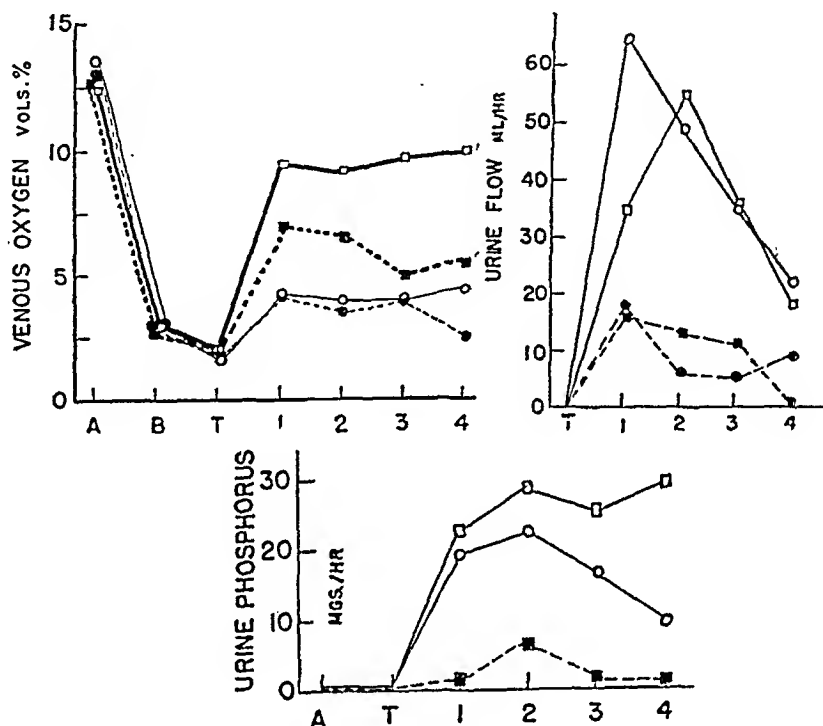 VENOUS OXYGEN VOLS.%
15
10
5
0
A B T 1 2 3 4
URINE FLOW ML/HR
60
50
40
30
20
10
0
T 1 2 3 4
URINE PHOSPHORUS
MGS./HR
30
20
10
0
A T 1 2 3 4